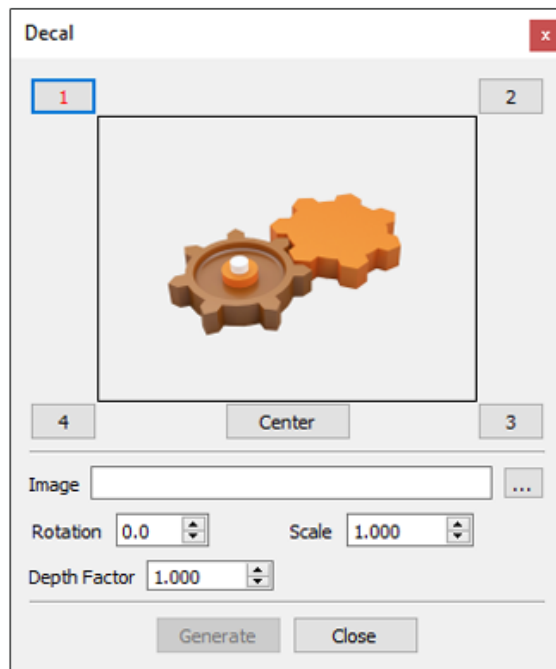 Decal x
1 2
4 Center 3
Image ...
Rotation 0.0 Scale 1.000
Depth Factor 1.000
Generate Close